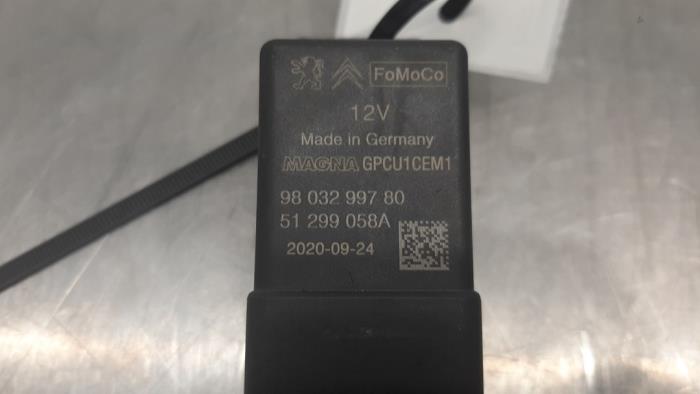 FoMoCo
12V
Made in Germany
MAGNA GPCU1CEM1
98 032 997 80
51 299 058A
2020-09-24